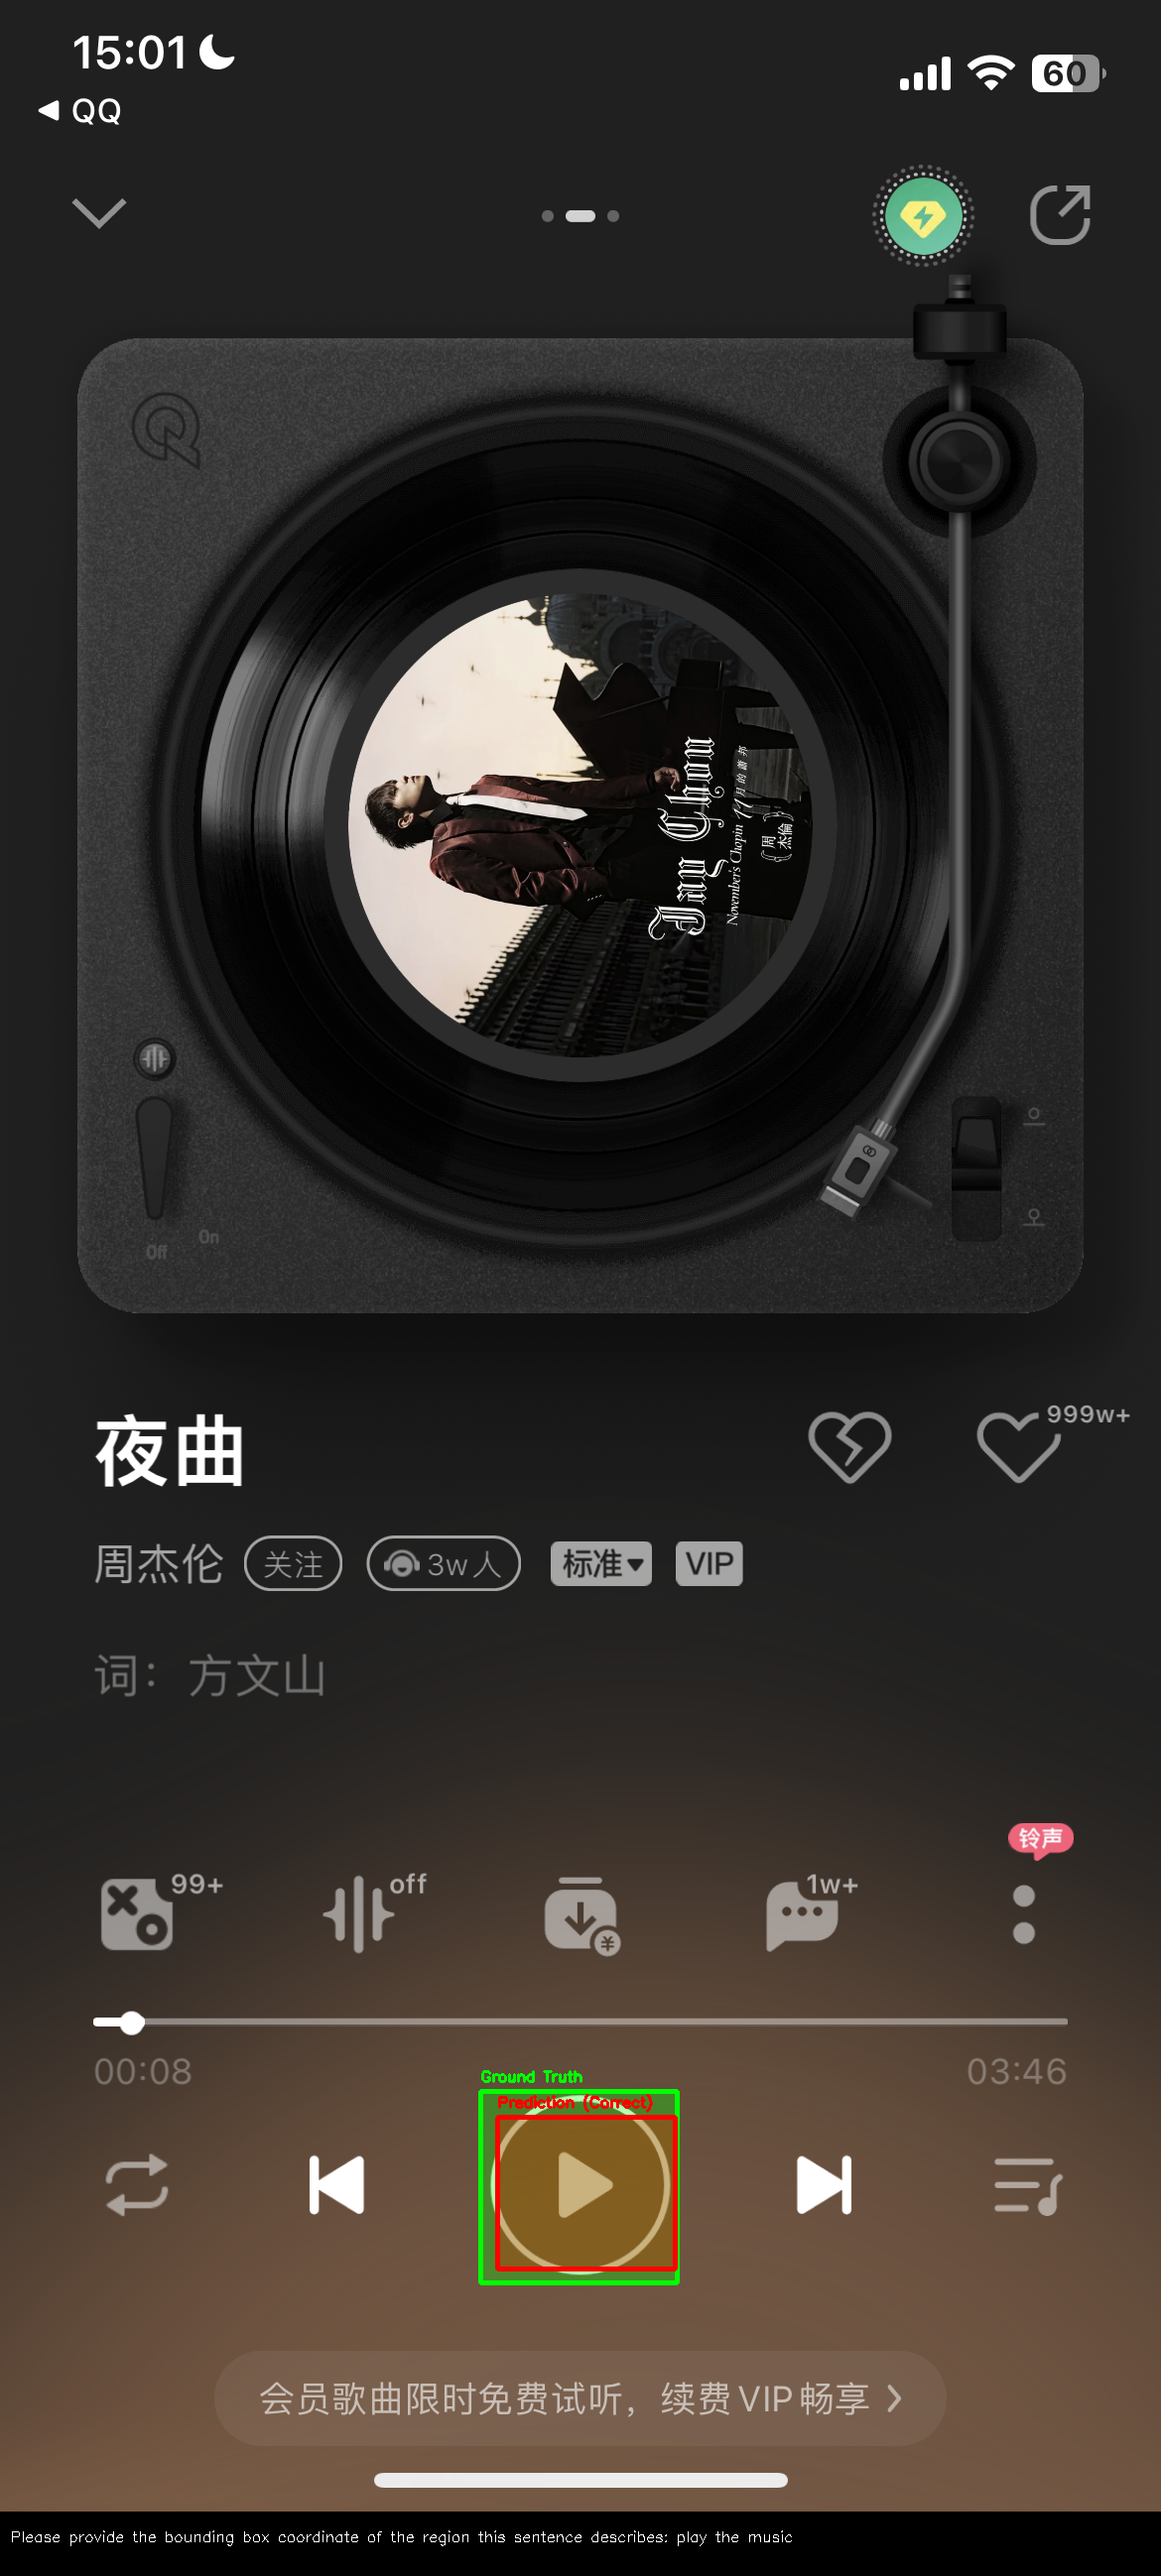 15:01
60
QQ
Jay Chou
November's Chopin 11月的蕭邦
周杰倫
Off
On
夜曲
999w+
周杰伦 关注 3w人 标准 VIP
词：方文山
铃声
99+
off
1w+
00:08
03:46
Ground Truth
Prediction (Correct)
会员歌曲限时免费试听，续费VIP畅享
Please provide the bounding box coordinate of the region this sentence describes: play the music